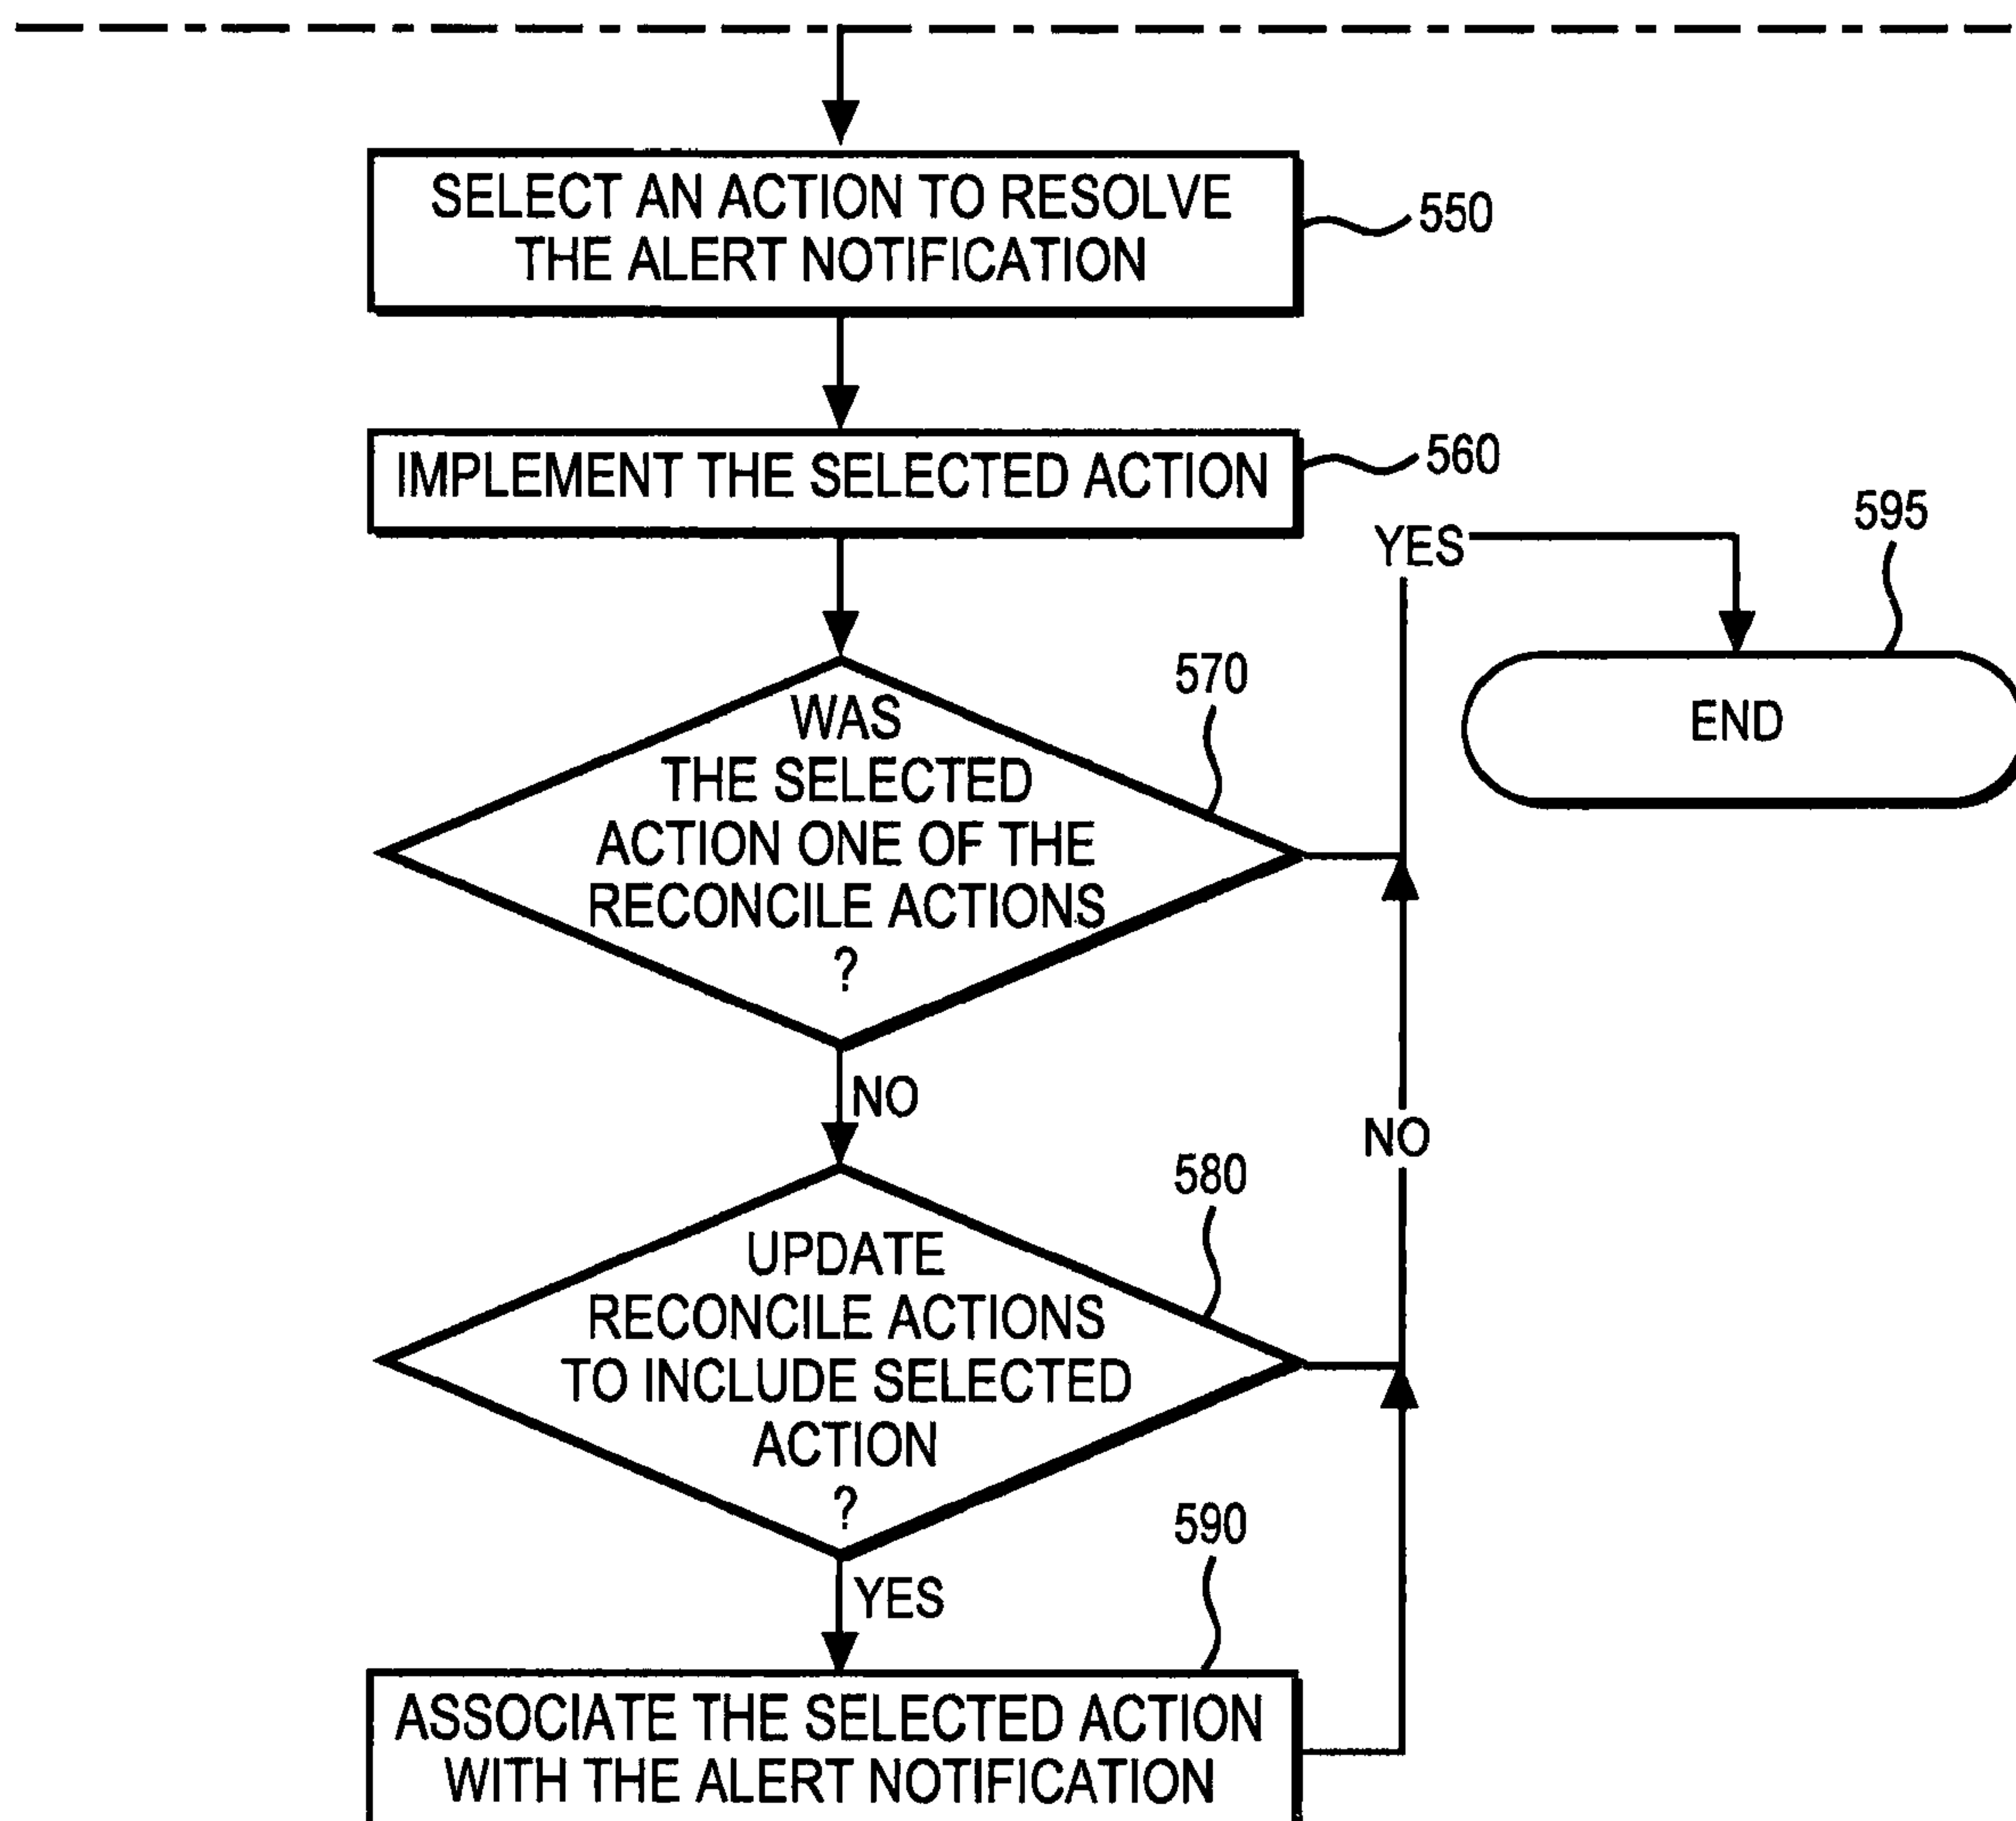 SELECT AN ACTION TO RESOLVE
THE ALERT NOTIFICATION
550
IMPLEMENT THE SELECTED ACTION
560
YES
595
END
570
WAS
THE SELECTED
ACTION ONE OF THE
RECONCILE ACTIONS
?
NO
NO
580
UPDATE
RECONCILE ACTIONS
TO INCLUDE SELECTED
ACTION
?
YES
590
ASSOCIATE THE SELECTED ACTION
WITH THE ALERT NOTIFICATION